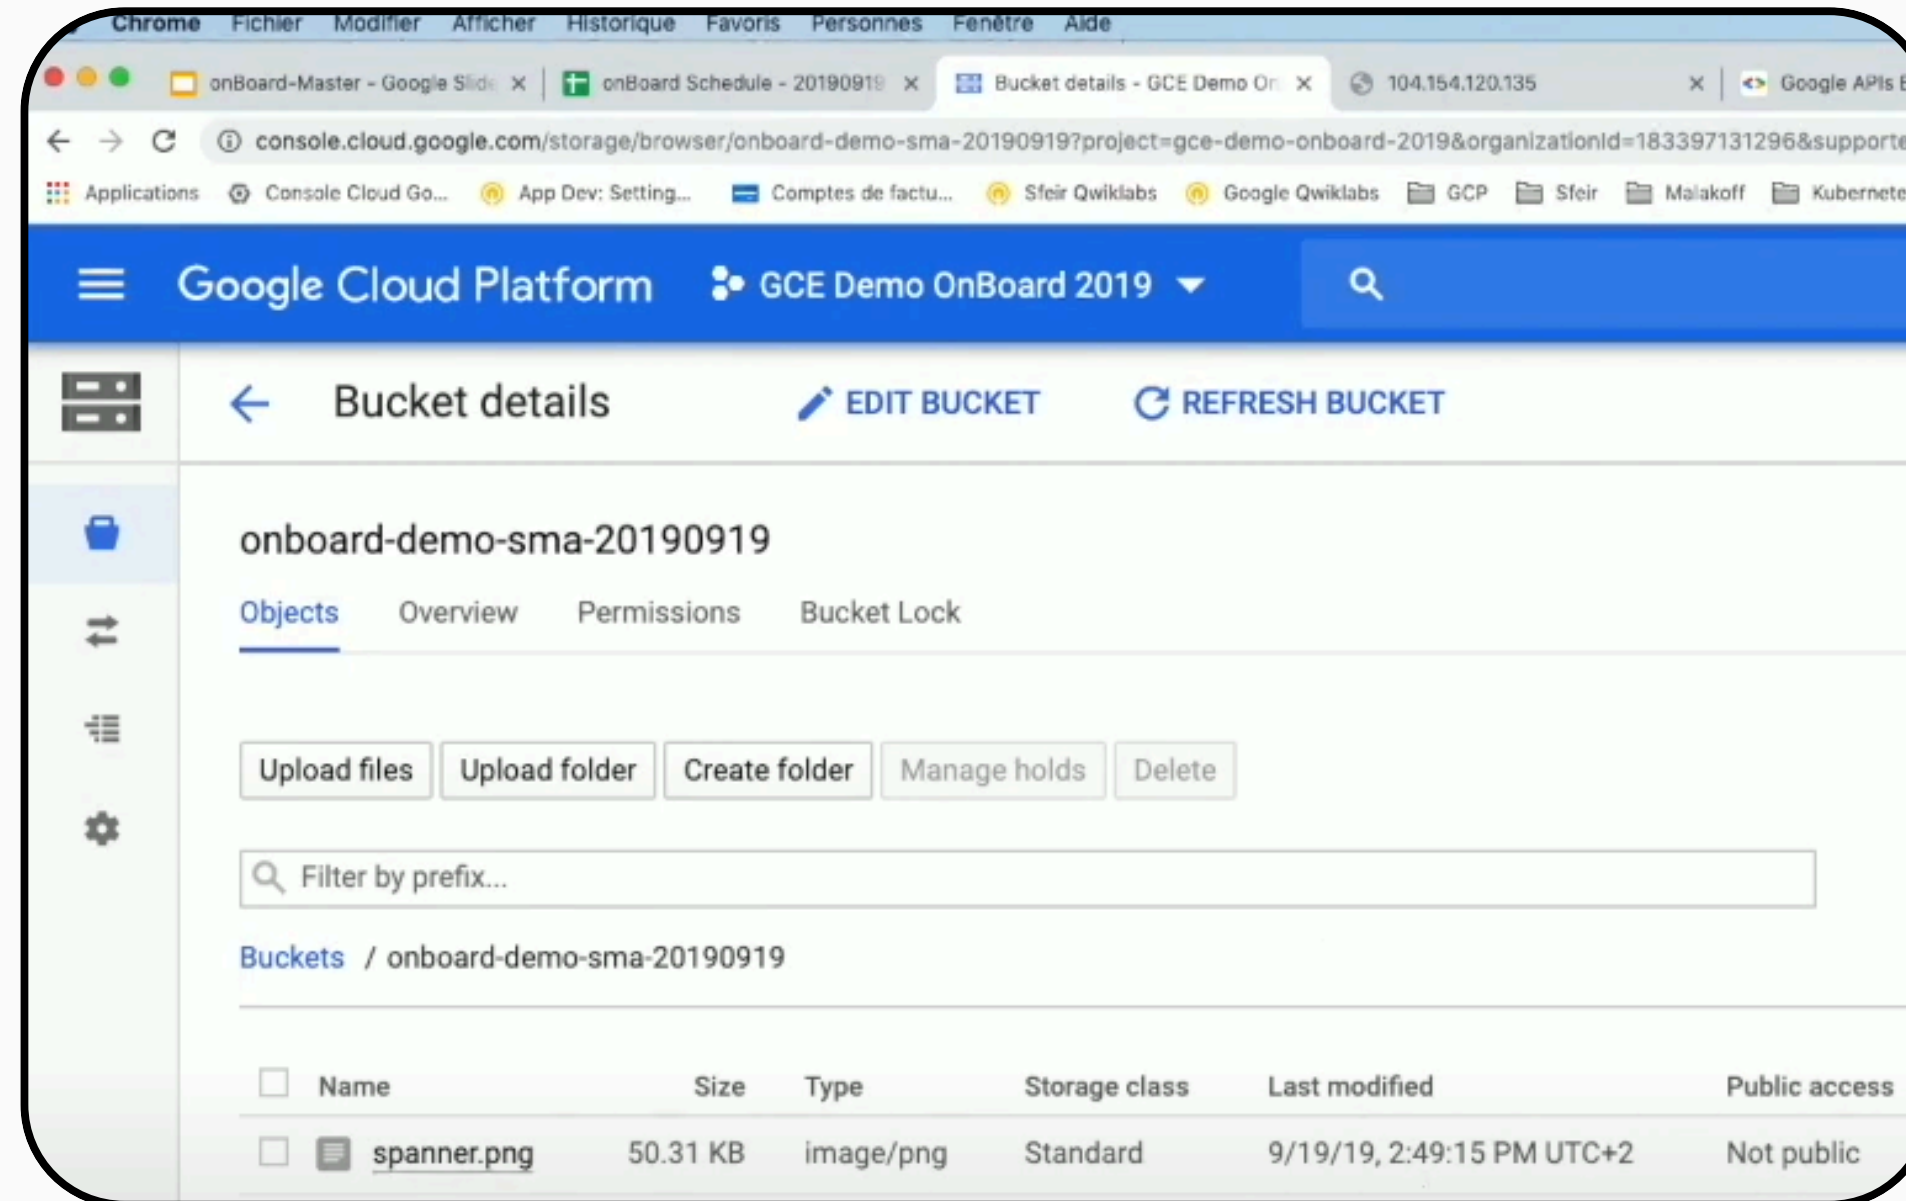 Chrome Fichier Modifier Afficher Historique Favoris Personnes Fenêtre Aide
onBoard-Master - Google Slide onBoard Schedule - 20190919 Bucket details - GCE Demo On 104.154.120.135 Google APIs E
console.cloud.google.com/storage/browser/onboard-demo-sma-20190919?project=gce-demo-onboard-2019&organizationId=183397131296&supporte
Applications Console Cloud Go... App Dev: Setting... Comptes de factu... Sfeir Qwiklabs Google Qwiklabs GCP Sfeir Malakoff Kubernete
Google Cloud Platform GCE Demo OnBoard 2019
Bucket details EDIT BUCKET REFRESH BUCKET
onboard-demo-sma-20190919
Objects Overview Permissions Bucket Lock
Upload files Upload folder Create folder Manage holds Delete
Filter by prefix...
Buckets / onboard-demo-sma-20190919
Name Size Type Storage class Last modified Public access
spanner.png 50.31 KB image/png Standard 9/19/19, 2:49:15 PM UTC+2 Not public